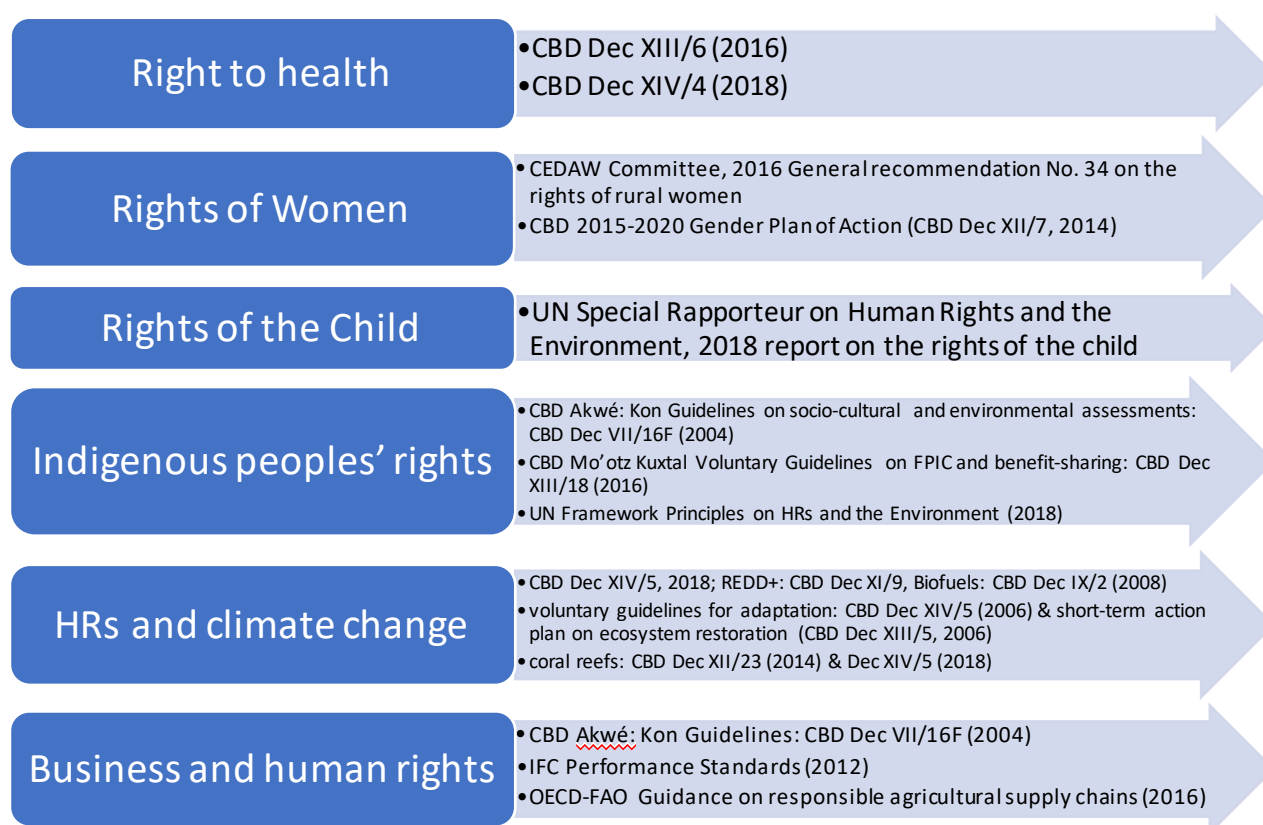 Right to health
•CBD Dec XIII/6 (2016)
•CBD Dec XIV/4 (2018)
Rights of Women
•CEDAW Committee, 2016 General recommendation No. 34 on the
rights of rural women
•CBD 2015-2020 Gender Plan of Action (CBD Dec XII/7, 2014)
Rights of the Child
•UN Special Rapporteur on Human Rights and the
Environment, 2018 report on the rights of the child
Indigenous peoples’ rights
•CBD Akwé: Kon Guidelines on socio-cultural and environmental assessments:
CBD Dec VII/16F (2004)
•CBD Mo’otz Kuxtal Voluntary Guidelines on FPIC and benefit-sharing: CBD Dec
XIII/18 (2016)
•UN Framework Principles on HRs and the Environment (2018)
HRs and climate change
•CBD Dec XIV/5, 2018; REDD+: CBD Dec XI/9, Biofuels: CBD Dec IX/2 (2008)
•voluntary guidelines for adaptation: CBD Dec XIV/5 (2006) & short-term action
plan on ecosystem restoration (CBD Dec XIII/5, 2006)
•coral reefs: CBD Dec XII/23 (2014) & Dec XIV/5 (2018)
Business and human rights
•CBD Akwé: Kon Guidelines: CBD Dec VII/16F (2004)
•IFC Performance Standards (2012)
•OECD-FAO Guidance on responsible agricultural supply chains (2016)